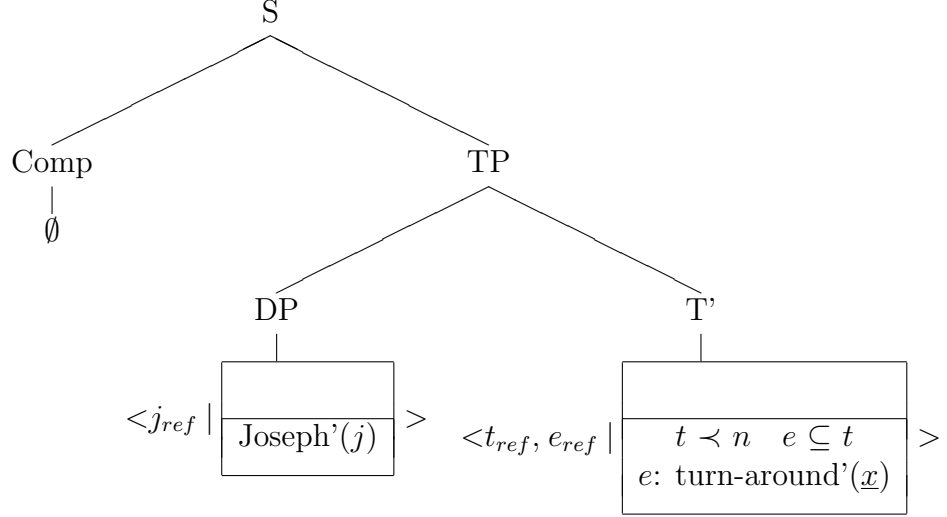 S
Comp TP
∅
DP T’
<j_ref | Joseph’(j) >
<t_ref, e_ref | t ≺ n e ⊆ t >
e: turn-around’(x̲)